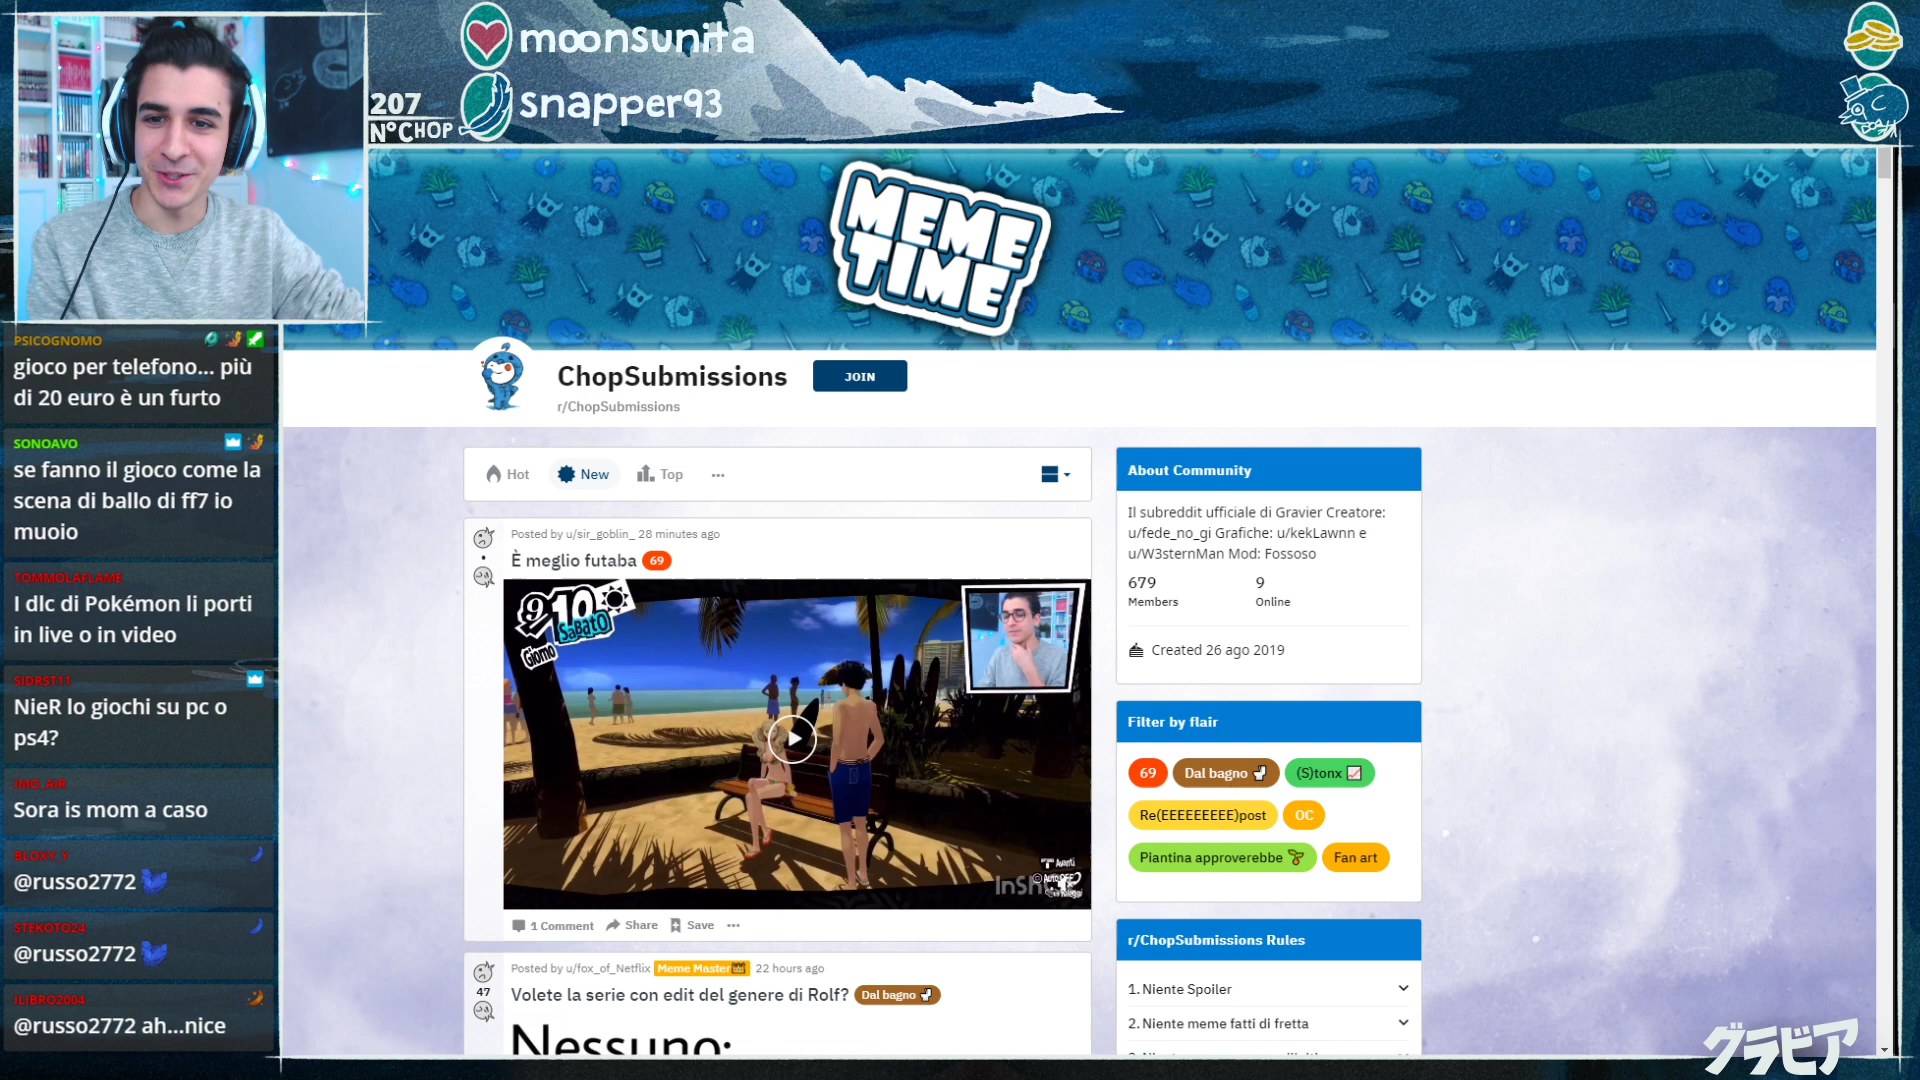 moonsunita
snapper93
207
N°CHOP
MEME
TIME
PSICOGNOMO
gioco per telefono... più
di 20 euro è un furto
SONOAVO
se fanno il gioco come la
scena di ballo di ff7 io
muoio
TOMMOLAFLAME
I dlc di Pokémon li porti
in live o in video
SIDRST11
NieR lo giochi su pc o
ps4?
IMO_AIR
Sora is mom a caso
BLOXY_Y
@russo2772
STEKOTO24
@russo2772
ILIBRO2004
@russo2772 ah...nice
ChopSubmissions
JOIN
r/ChopSubmissions
Hot
New
Top
Posted by u/sir_goblin_ 28 minutes ago
È meglio futaba 69
9/10
Sabato
Giorno
Avanti
Auto OFF
1 Comment
Share
Save
Posted by u/fox_of_Netflix Meme Master 22 hours ago
47
Volete la serie con edit del genere di Rolf? Dal bagno
Nessuno:
About Community
Il subreddit ufficiale di Gravier Creatore:
u/fede_no_gi Grafiche: u/kekLawnn e
u/W3sternMan Mod: Fossoso
679
Members
9
Online
Created 26 ago 2019
Filter by flair
69
Dal bagno
(S)tonx
Re(EEEEEEEEE)post
OC
Piantina approverebbe
Fan art
r/ChopSubmissions Rules
1. Niente Spoiler
2. Niente meme fatti di fretta
グラビア